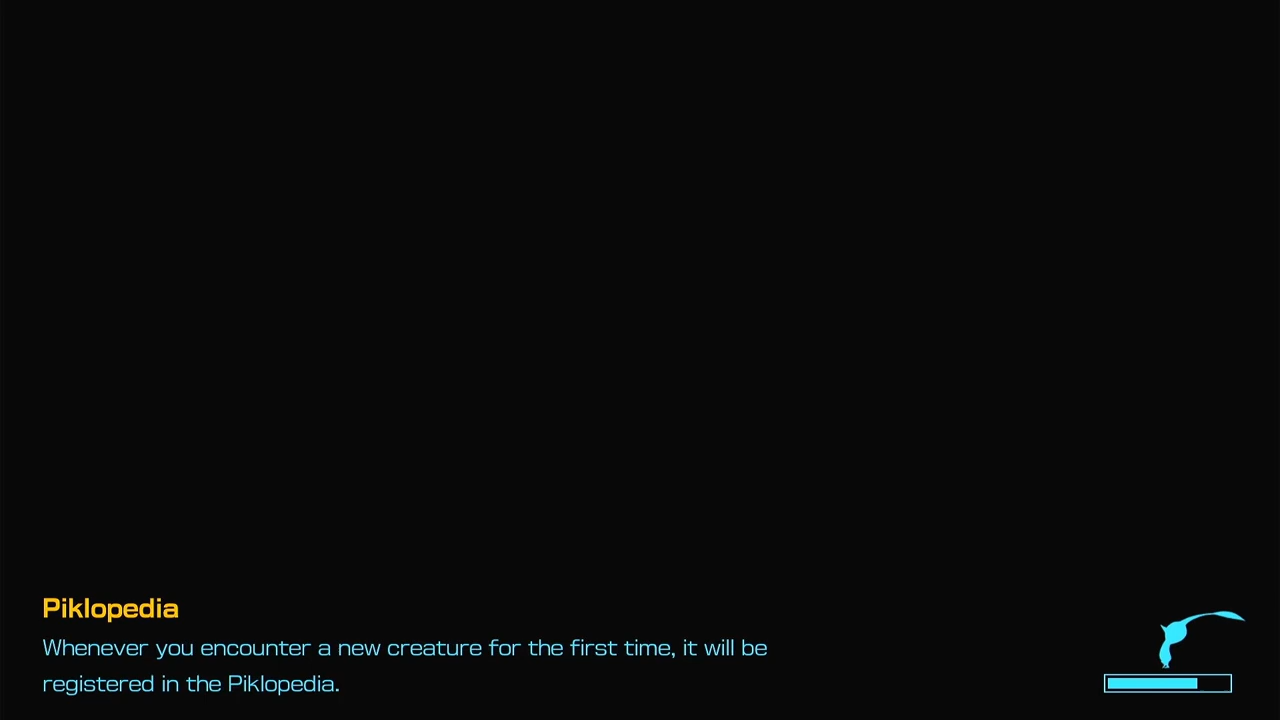 Piklopedia
Whenever you encounter a new creature for the first time, it will be
registered in the Piklopedia.